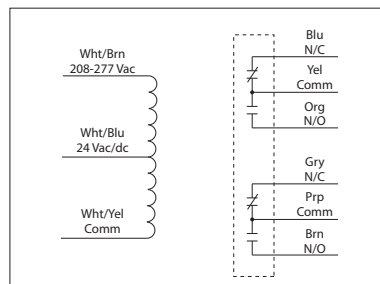 Wht/Brn
208-277 Vac
Wht/Blu
24 Vac/dc
Wht/Yel
Comm
Blu
N/C
Yel
Comm
Org
N/O
Gry
N/C
Prp
Comm
Brn
N/O